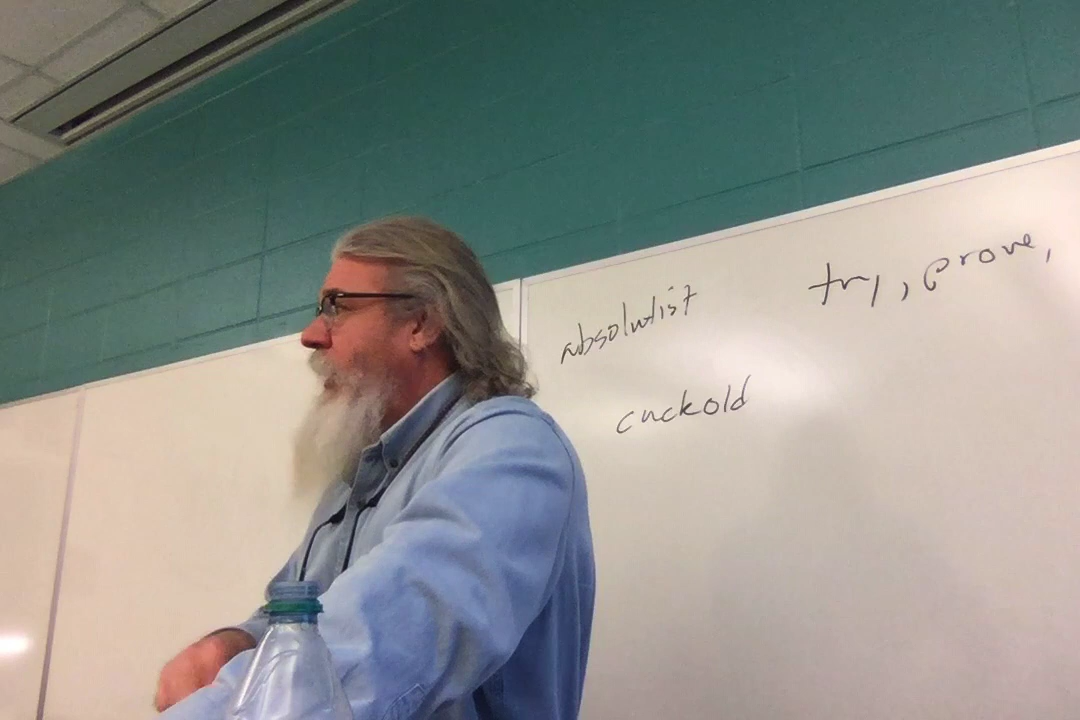 absolutist
cuckold
try, prove,